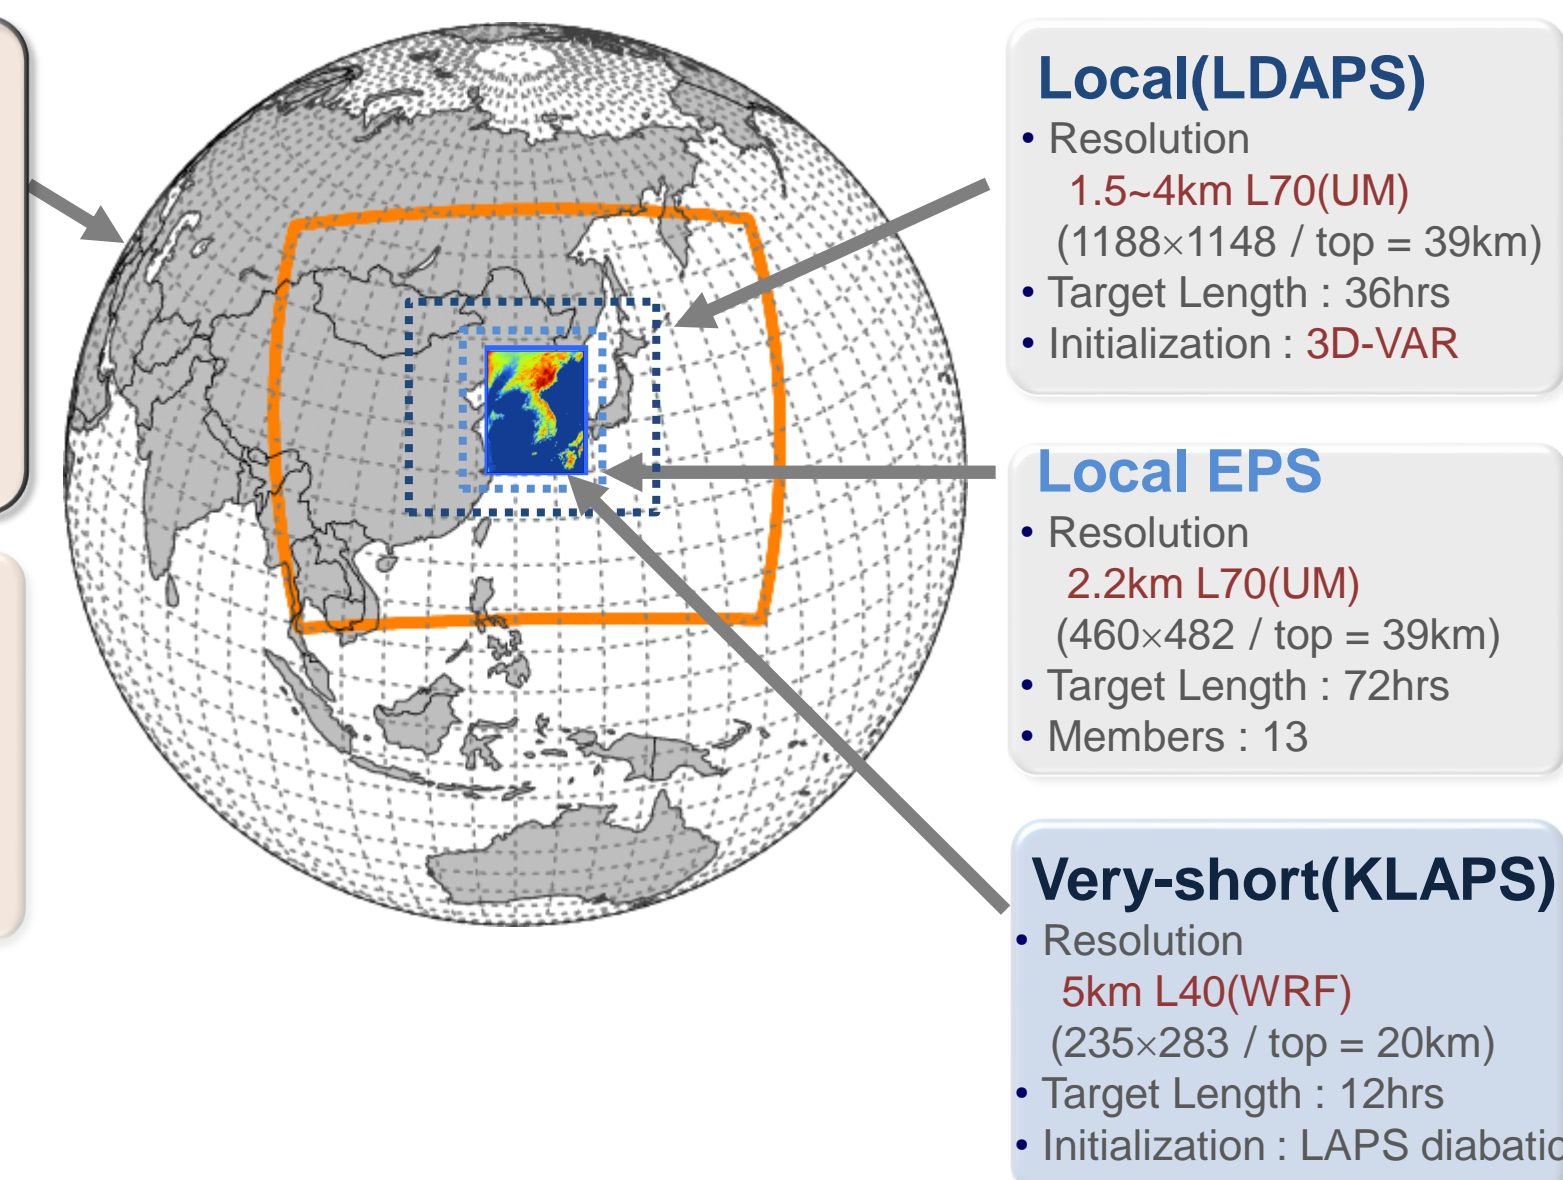 Local(LDAPS)
• Resolution
1.5~4km L70(UM)
(1188×1148 / top = 39km)
• Target Length : 36hrs
• Initialization : 3D-VAR
Local EPS
• Resolution
2.2km L70(UM)
(460×482 / top = 39km)
• Target Length : 72hrs
• Members : 13
Very-short(KLAPS)
• Resolution
5km L40(WRF)
(235×283 / top = 20km)
• Target Length : 12hrs
• Initialization : LAPS diabatic